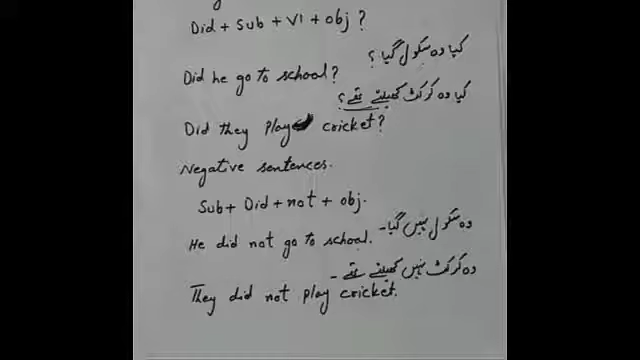 Did + Sub + V1 + obj ?
کیا وہ سکول گیا ؟
Did he go to school?
کیا وہ کرکٹ کھیلتے تھے ؟
Did they play cricket?
Negative sentences.
Sub + Did + not + obj.
وہ سکول نہیں گیا -
He did not go to school.
وہ کرکٹ نہیں کھیلتے تھے -
They did not play cricket.